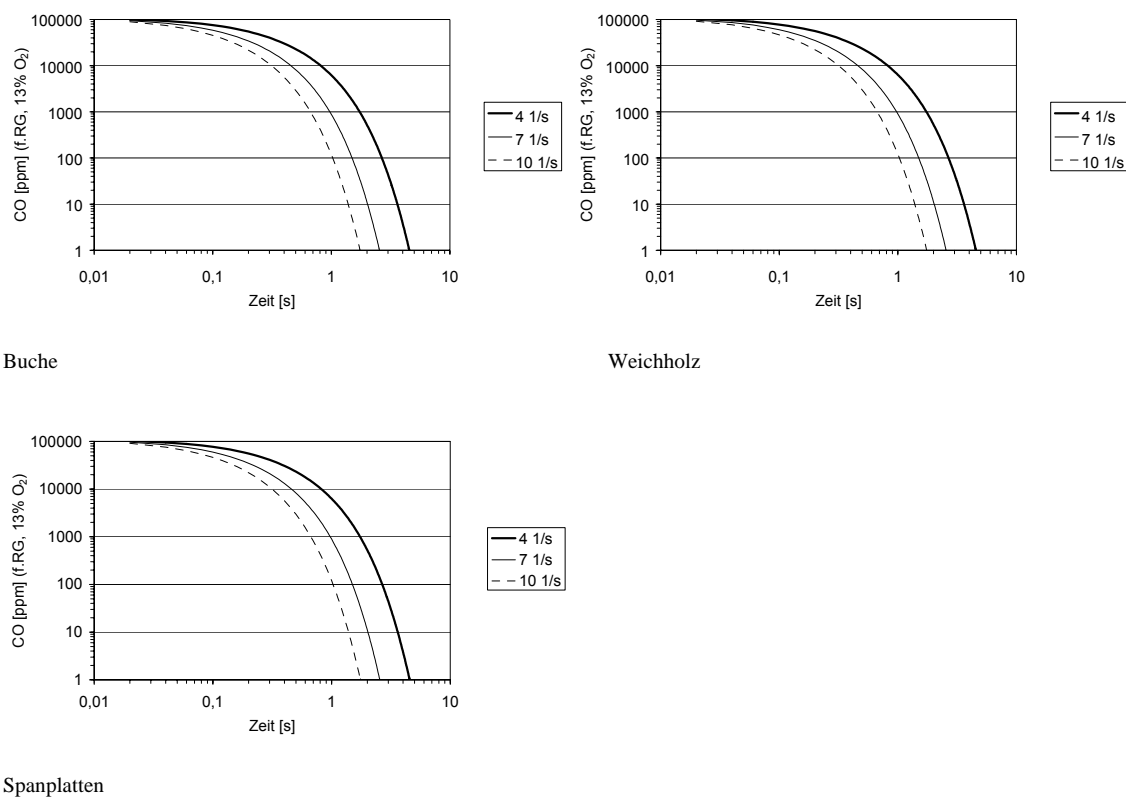 CO [ppm] (f.RG, 13% O₂)
100000
10000
1000
100
10
1
0,01
0,1
1
10
Zeit [s]
4 1/s
7 1/s
10 1/s
CO [ppm] (f.RG, 13% O₂)
100000
10000
1000
100
10
1
0,01
0,1
1
10
Zeit [s]
4 1/s
7 1/s
10 1/s
Buche
Weichholz
CO [ppm] (f.RG, 13% O₂)
100000
10000
1000
100
10
1
0,01
0,1
1
10
Zeit [s]
4 1/s
7 1/s
10 1/s
Spanplatten